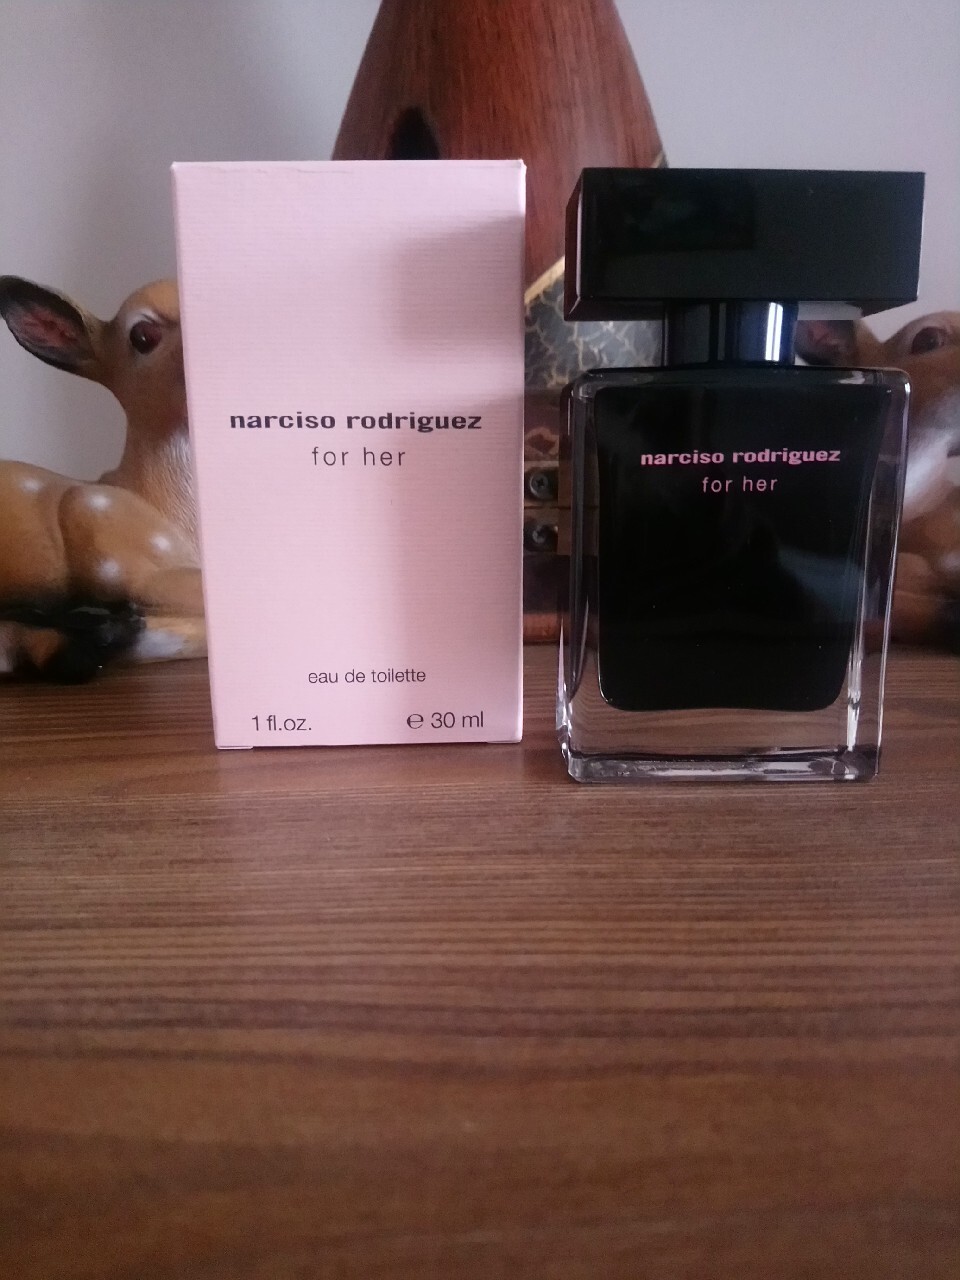 narciso rodriguez
for her
eau de toilette
1 fl.oz. ℮ 30 ml
narciso rodriguez
for her